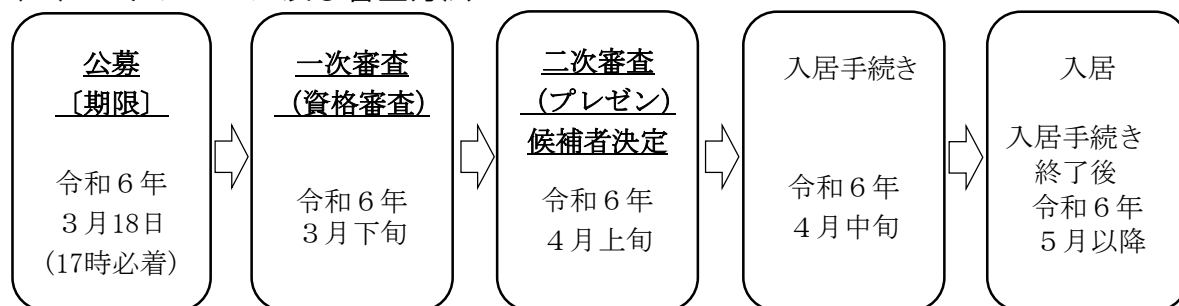 公募
〔期限〕
令和６年
３月18日
(17時必着)
一次審査
（資格審査）
令和６年
３月下旬
二次審査
（プレゼン）
候補者決定
令和６年
４月上旬
入居手続き
令和６年
４月中旬
入居
入居手続き
終了後
令和６年
５月以降